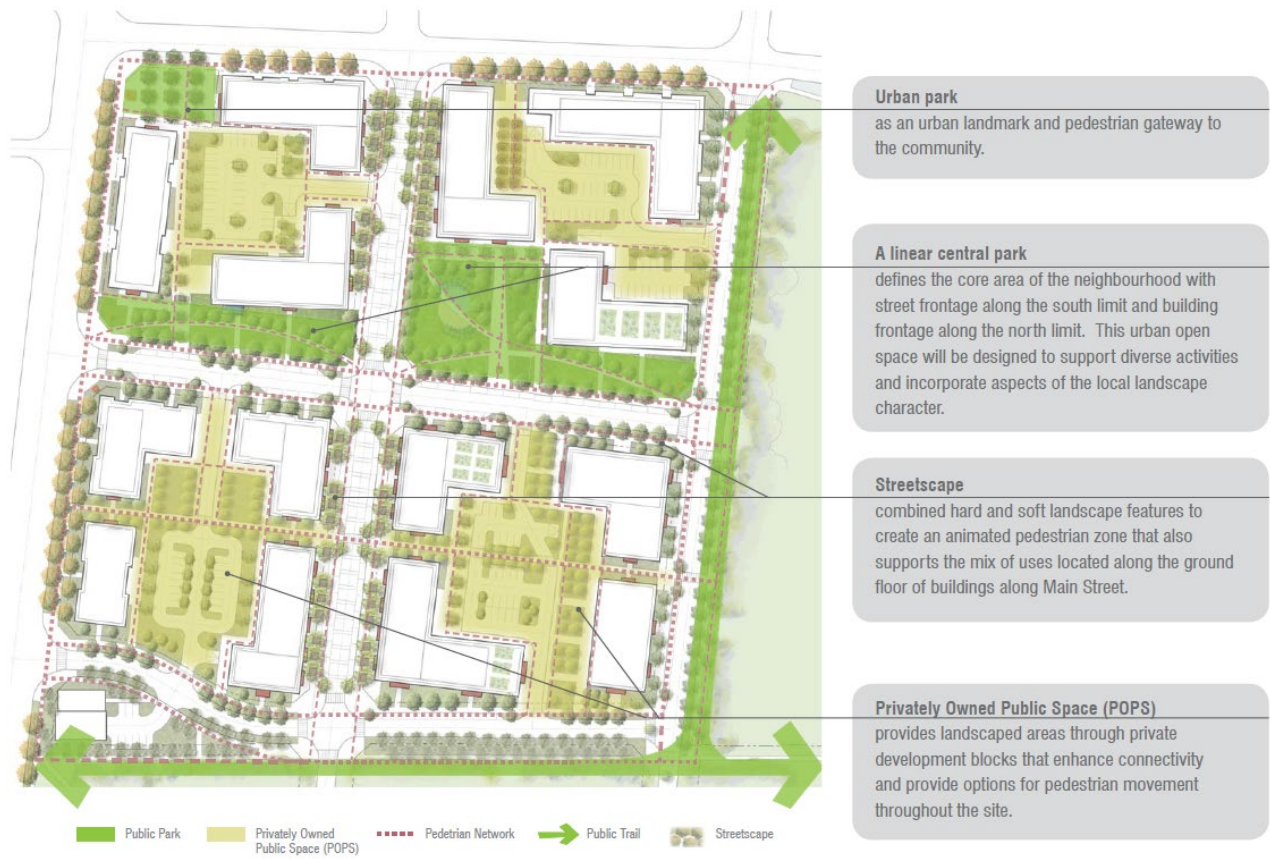 Urban park
as an urban landmark and pedestrian gateway to
the community.
A linear central park
defines the core area of the neighbourhood with
street frontage along the south limit and building
frontage along the north limit.  This urban open
space will be designed to support diverse activities
and incorporate aspects of the local landscape
character.
Streetscape
combined hard and soft landscape features to
create an animated pedestrian zone that also
supports the mix of uses located along the ground
floor of buildings along Main Street.
Privately Owned Public Space (POPS)
provides landscaped areas through private
development blocks that enhance connectivity
and provide options for pedestrian movement
throughout the site.
Public Park
Privately Owned
Public Space (POPS)
Pedetrian Network
Public Trail
Streetscape